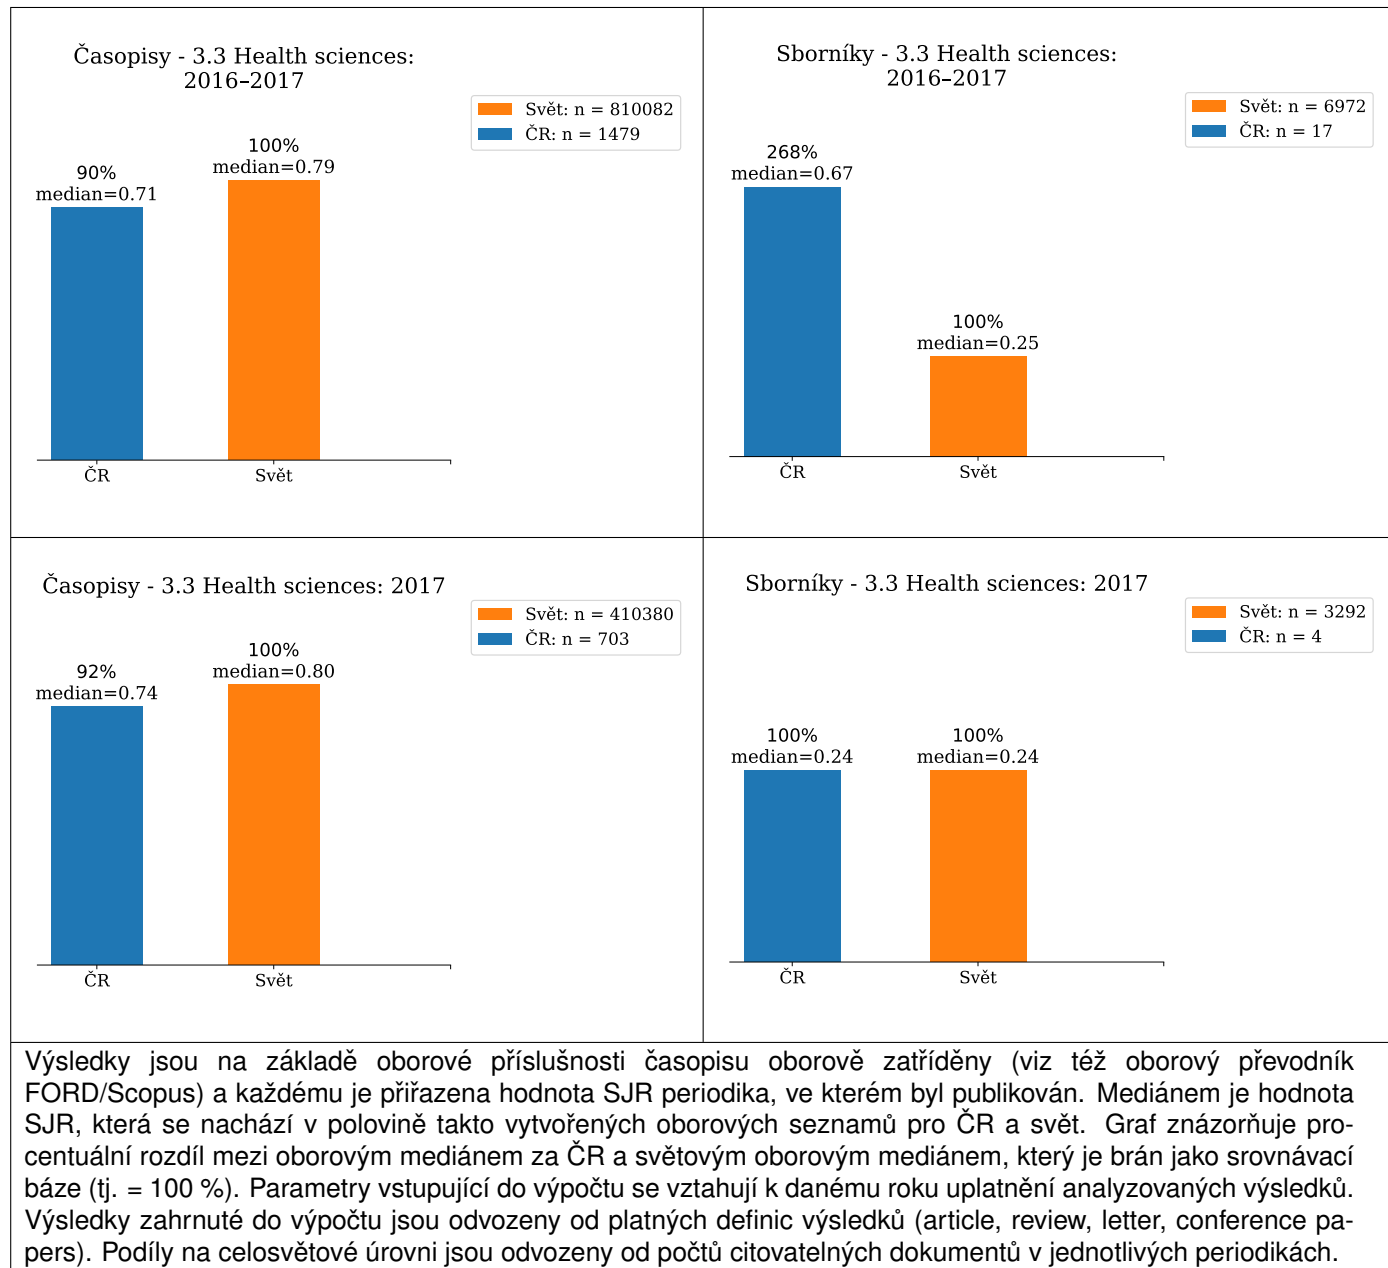 Časopisy - 3.3 Health sciences:
2016–2017
Svět: n = 810082
ČR: n = 1479
90%
median=0.71
100%
median=0.79
ČR
Svět
Sborníky - 3.3 Health sciences:
2016–2017
Svět: n = 6972
ČR: n = 17
268%
median=0.67
100%
median=0.25
ČR
Svět
Časopisy - 3.3 Health sciences: 2017
Svět: n = 410380
ČR: n = 703
92%
median=0.74
100%
median=0.80
ČR
Svět
Sborníky - 3.3 Health sciences: 2017
Svět: n = 3292
ČR: n = 4
100%
median=0.24
100%
median=0.24
ČR
Svět
Výsledky jsou na základě oborové příslušnosti časopisu oborově zatříděny (viz též oborový převodník
FORD/Scopus) a každému je přiřazena hodnota SJR periodika, ve kterém byl publikován. Mediánem je hodnota
SJR, která se nachází v polovině takto vytvořených oborových seznamů pro ČR a svět. Graf znázorňuje pro-
centuální rozdíl mezi oborovým mediánem za ČR a světovým oborovým mediánem, který je brán jako srovnávací
báze (tj. = 100 %). Parametry vstupující do výpočtu se vztahují k danému roku uplatnění analyzovaných výsledků.
Výsledky zahrnuté do výpočtu jsou odvozeny od platných definic výsledků (article, review, letter, conference pa-
pers). Podíly na celosvětové úrovni jsou odvozeny od počtů citovatelných dokumentů v jednotlivých periodikách.